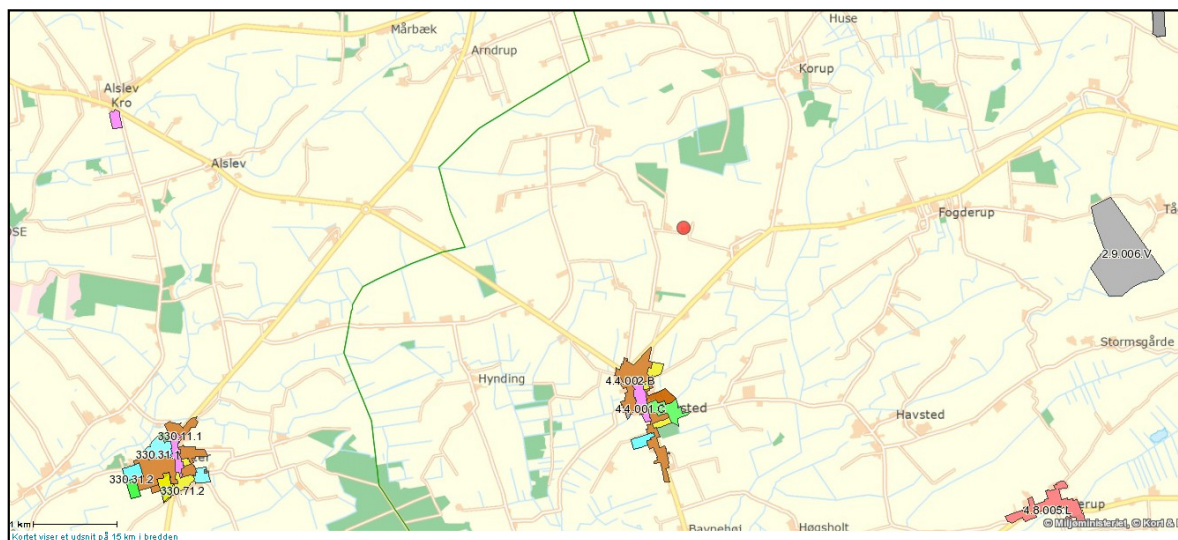 Huse
Mårbæk
Arndrup
Korup
Alslev
Kro
Alslev
Fogderup
Tå
2.9.006.V
Stormsgårde
Hynding
4.4.002.B
4.4.001.C
sted
Havsted
330.11.1
330.31.1
330.31.2
330.71.2
4.8.005.L
erup
Høgsholt
1 km
© Miljøministeriet, © Kort &
Kortet viser et udsnit på 15 km i bredden